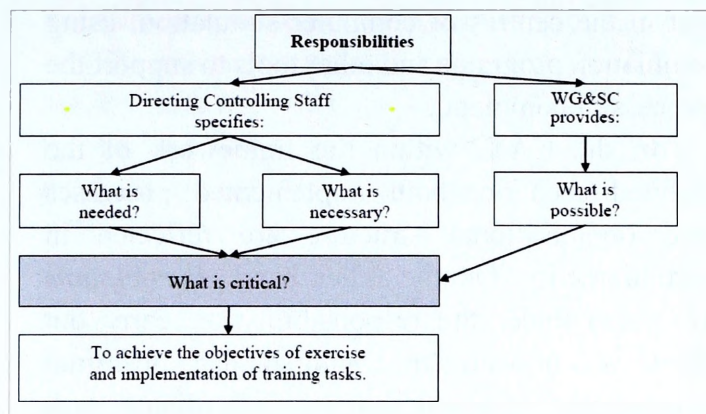 Responsibilities
Directing Controlling Staff
specifies:
WG&SC
provides:
What is
needed?
What is
necessary?
What is
possible?
What is critical?
To achieve the objectives of exercise
and implementation of training tasks.